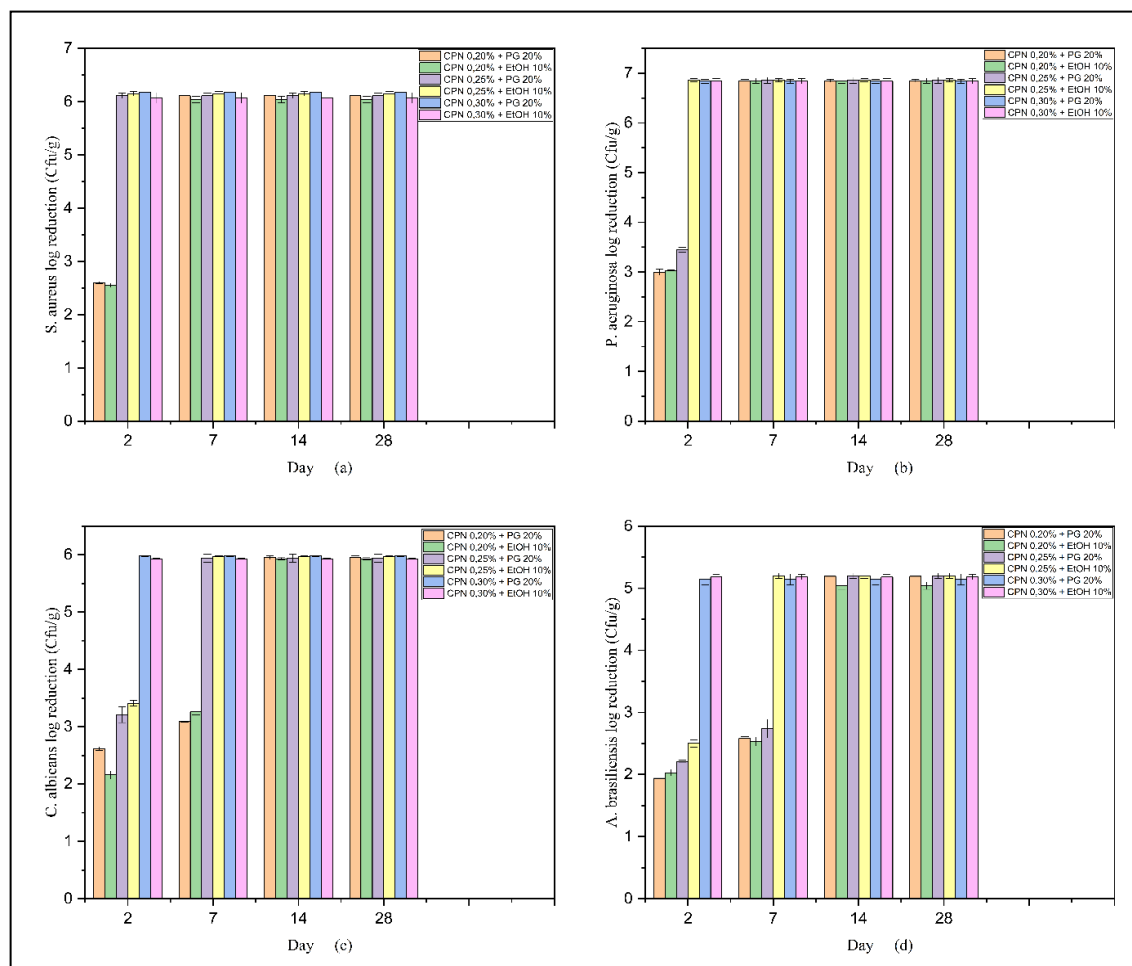 7
6
5
4
3
2
1
0
S. aureus log reduction (Cfu/g)
CPN 0,20% + PG 20%
CPN 0,20% + EtOH 10%
CPN 0,25% + PG 20%
CPN 0,25% + EtOH 10%
CPN 0,30% + PG 20%
CPN 0,30% + EtOH 10%
2 7 14 28
Day (a)
7
6
5
4
3
2
1
0
P. aeruginosa log reduction (Cfu/g)
CPN 0,20% + PG 20%
CPN 0,20% + EtOH 10%
CPN 0,25% + PG 20%
CPN 0,25% + EtOH 10%
CPN 0,30% + PG 20%
CPN 0,30% + EtOH 10%
2 7 14 28
Day (b)
6
5
4
3
2
1
0
C. albicans log reduction (Cfu/g)
CPN 0,20% + PG 20%
CPN 0,20% + EtOH 10%
CPN 0,25% + PG 20%
CPN 0,25% + EtOH 10%
CPN 0,30% + PG 20%
CPN 0,30% + EtOH 10%
2 7 14 28
Day (c)
6
5
4
3
2
1
0
A. brasiliensis log reduction (Cfu/g)
CPN 0,20% + PG 20%
CPN 0,20% + EtOH 10%
CPN 0,25% + PG 20%
CPN 0,25% + EtOH 10%
CPN 0,30% + PG 20%
CPN 0,30% + EtOH 10%
2 7 14 28
Day (d)